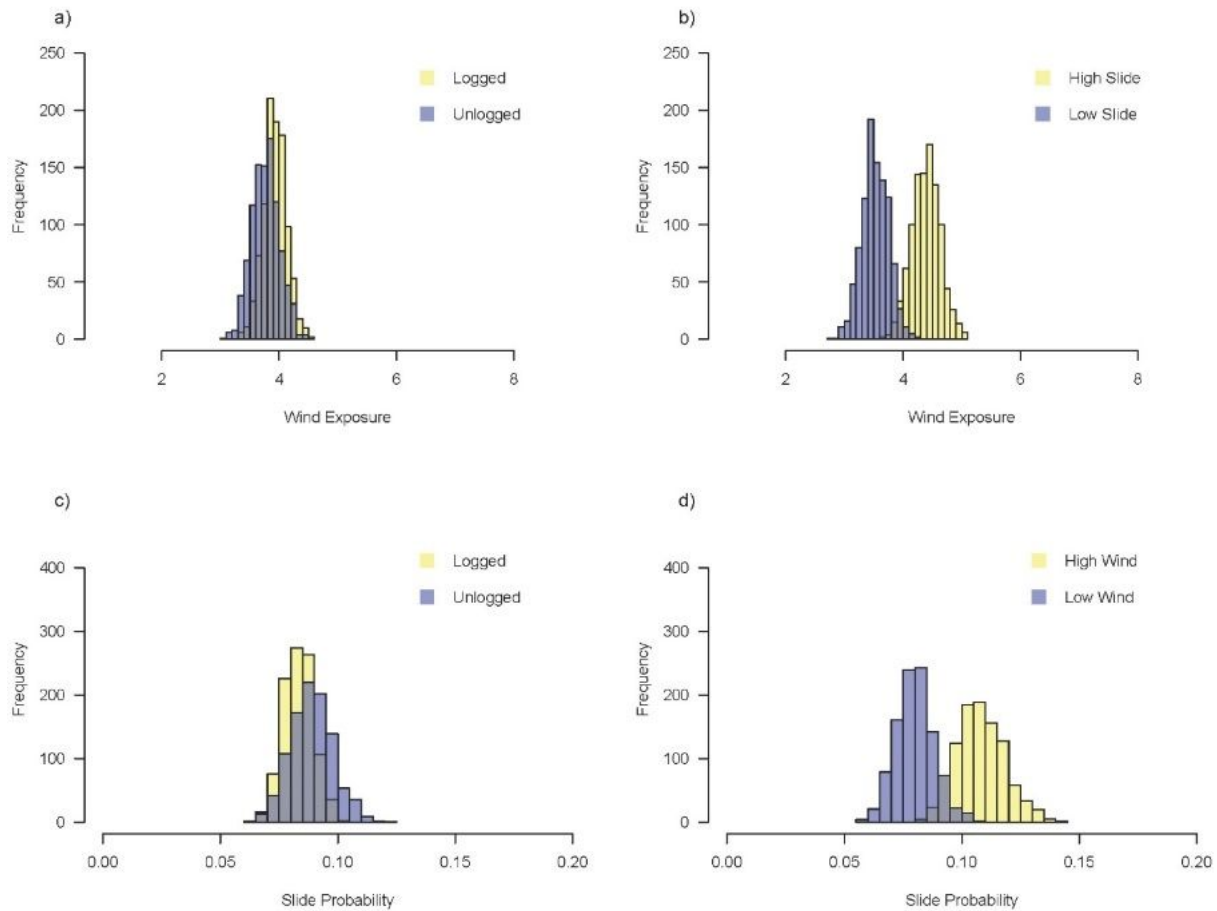 a)
250
200
150
100
50
0
Frequency
Logged
Unlogged
2 4 6 8
Wind Exposure
b)
250
200
150
100
50
0
Frequency
High Slide
Low Slide
2 4 6 8
Wind Exposure
c)
400
300
200
100
0
Frequency
Logged
Unlogged
0.00 0.05 0.10 0.15 0.20
Slide Probability
d)
400
300
200
100
0
Frequency
High Wind
Low Wind
0.00 0.05 0.10 0.15 0.20
Slide Probability